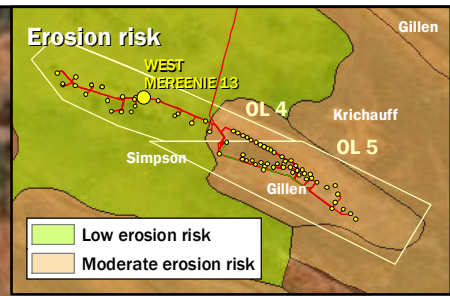 Erosion risk
Gillen
WEST
MEREENIE 13
OL 4
Krichauff
OL 5
Simpson
Gillen
Low erosion risk
Moderate erosion risk